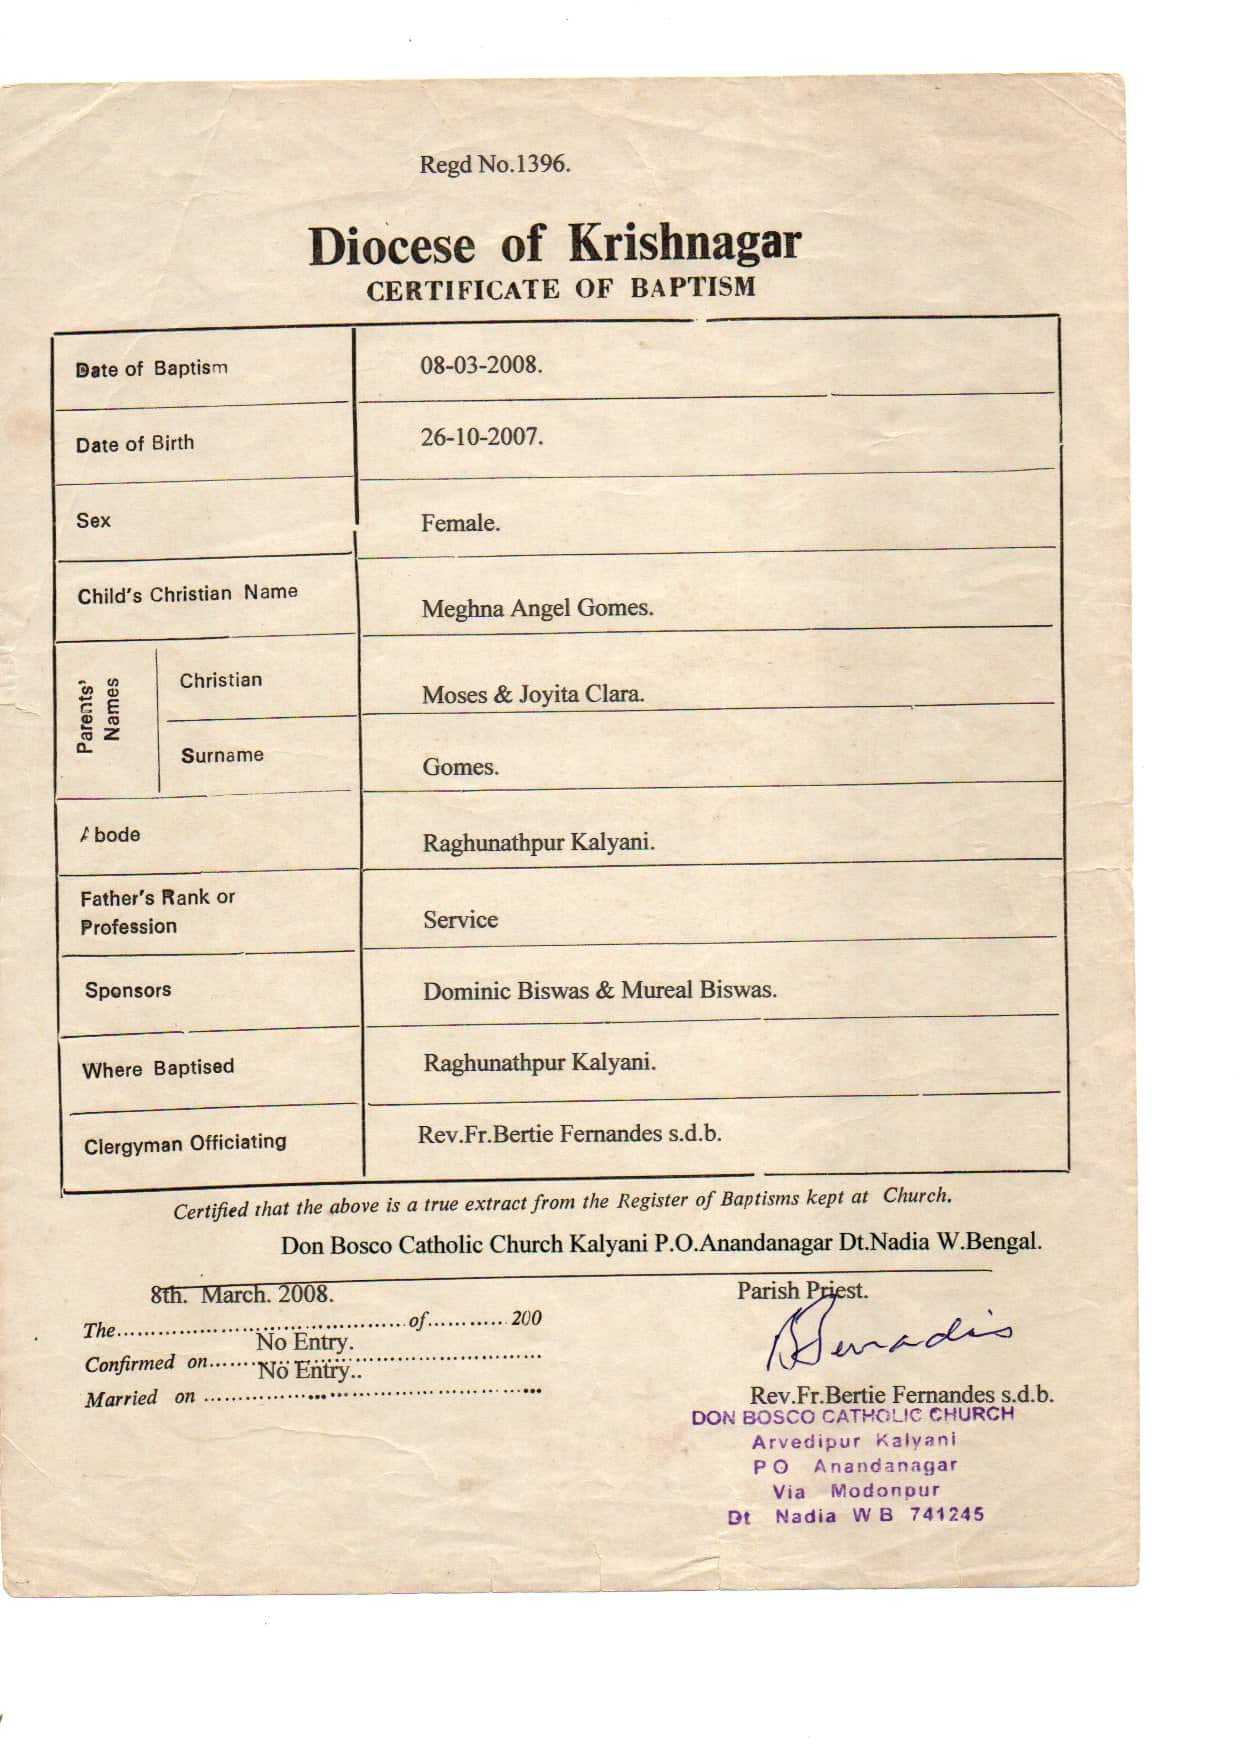 Regd No.1396.
Diocese of Krishnagar
CERTIFICATE OF BAPTISM
Date of Baptism 08-03-2008.
Date of Birth 26-10-2007.
Sex Female.
Child's Christian Name Meghna Angel Gomes.
Parents' Names
Christian Moses & Joyita Clara.
Surname Gomes.
Abode Raghunathpur Kalyani.
Father's Rank or
Profession Service
Sponsors Dominic Biswas & Mureal Biswas.
Where Baptised Raghunathpur Kalyani.
Clergyman Officiating Rev.Fr.Bertie Fernandes s.d.b.
Certified that the above is a true extract from the Register of Baptisms kept at Church.
Don Bosco Catholic Church Kalyani P.O.Anandanagar Dt.Nadia W.Bengal.
8th. March. 2008. Parish Priest.
The........................................of...........200
No Entry.
Confirmed on..............................................
No Entry..
Married on ..............................................
BFernandis
Rev.Fr.Bertie Fernandes s.d.b.
DON BOSCO CATHOLIC CHURCH
Arvedipur Kalyani
PO Anandanagar
Via Modonpur
Dt Nadia W B 741245